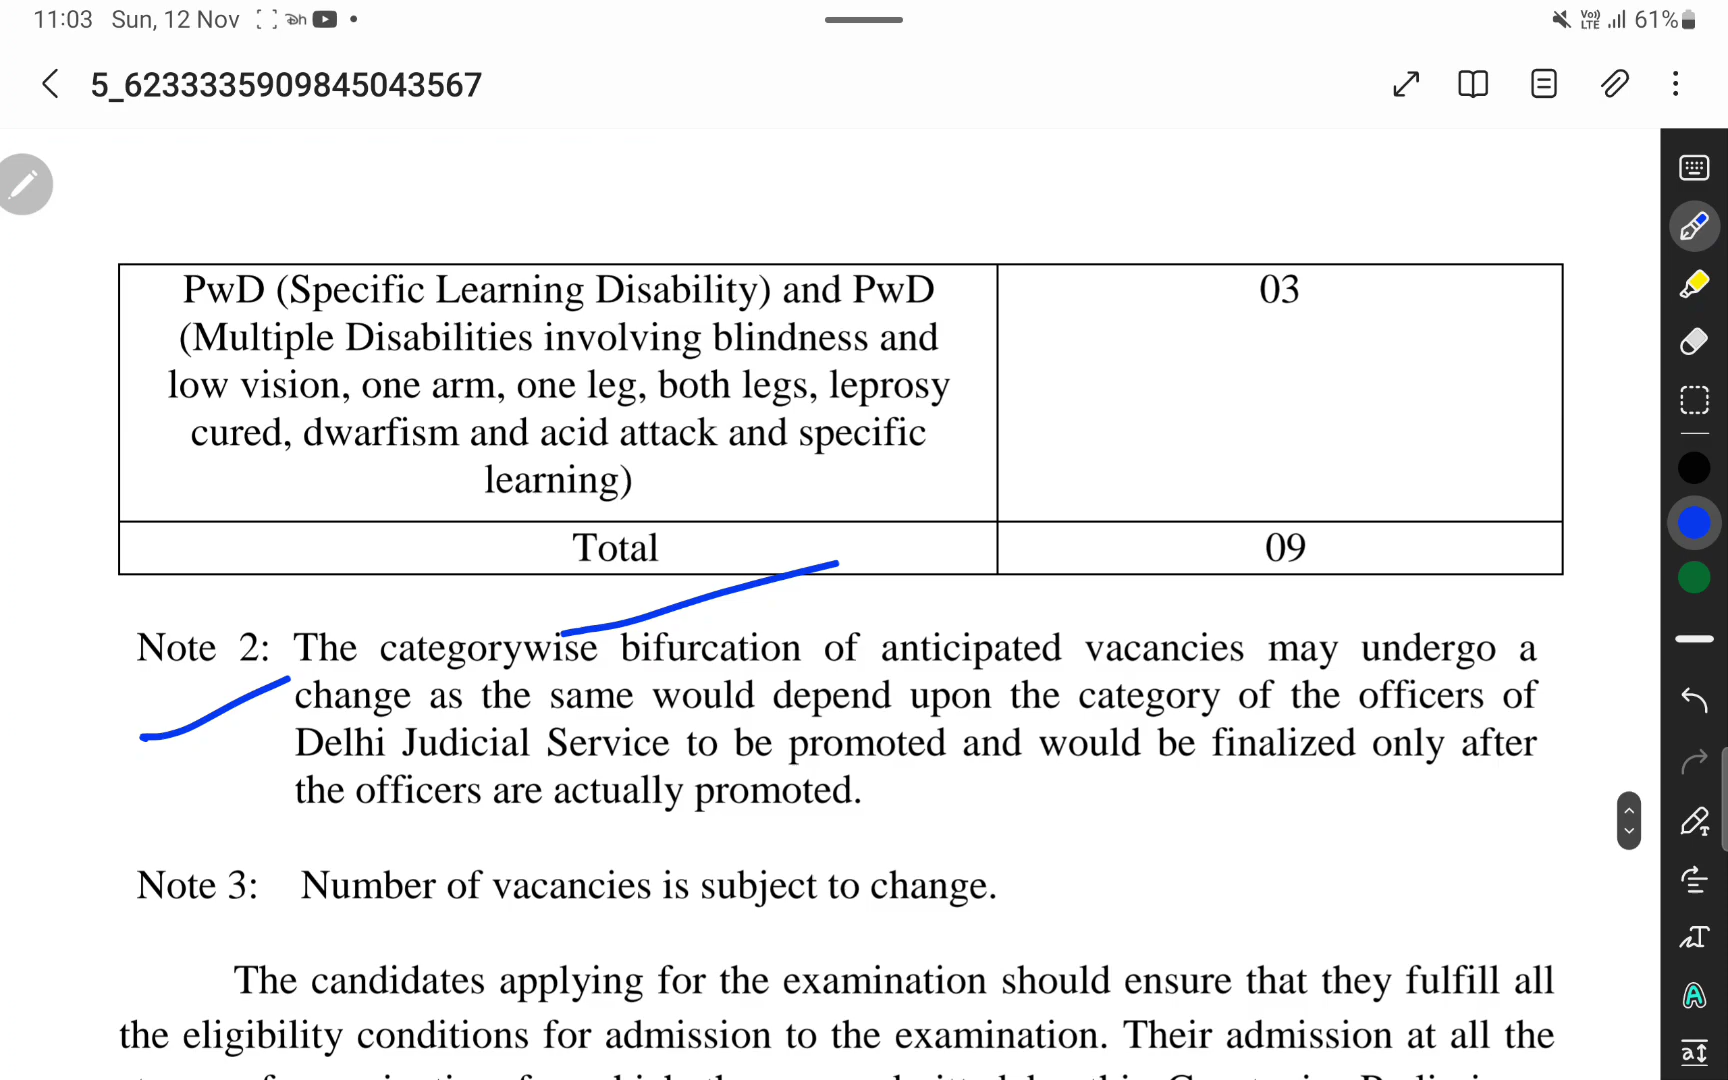 11:03 Sun, 12 Nov
61%
5_6233335909845043567
PwD (Specific Learning Disability) and PwD
(Multiple Disabilities involving blindness and
low vision, one arm, one leg, both legs, leprosy
cured, dwarfism and acid attack and specific
learning)
03
Total
09
Note 2: The categorywise bifurcation of anticipated vacancies may undergo a
change as the same would depend upon the category of the officers of
Delhi Judicial Service to be promoted and would be finalized only after
the officers are actually promoted.
Note 3: Number of vacancies is subject to change.
The candidates applying for the examination should ensure that they fulfill all
the eligibility conditions for admission to the examination. Their admission at all the